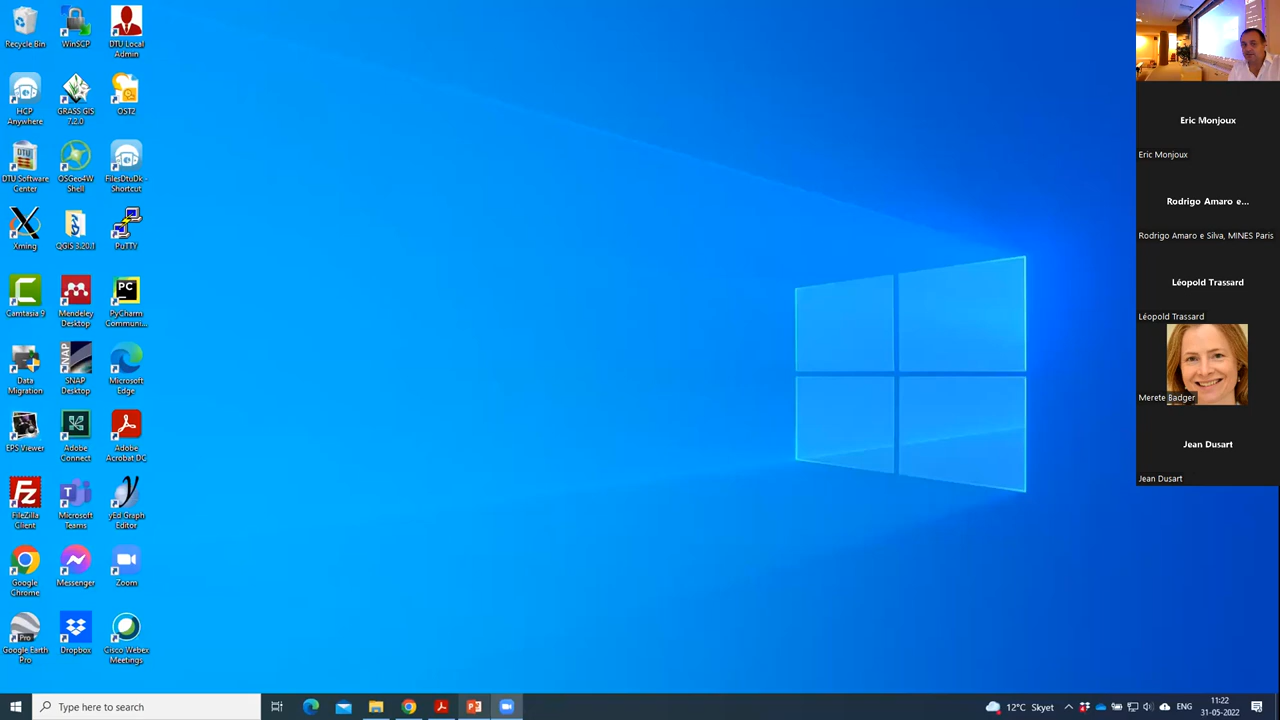 Recycle Bin
WinSCP
DTU Local
Admin
HCP
Anywhere
GRASS GIS
7.2.0
OST2
DTU Software
Center
OSGeo4W
Shell
FilesDtuDk -
Shortcut
Xming
QGIS 3.20.1
PuTTY
Camtasia 9
Mendeley
Desktop
PC
PyCharm
Communi...
Data
Migration
SNAP
SNAP
Desktop
Microsoft
Edge
EPS Viewer
Adobe
Connect
Adobe
Acrobat DC
FileZilla
Client
Microsoft
Teams
yEd Graph
Editor
Google
Chrome
Messenger
Zoom
Pro
Google Earth
Pro
Dropbox
Cisco Webex
Meetings
Eric Monjoux
Eric Monjoux
Rodrigo Amaro e...
Rodrigo Amaro e Silva, MINES Paris
Léopold Trassard
Léopold Trassard
Merete Badger
Jean Dusart
Jean Dusart
Type here to search
12°C Skyet
ENG
11:22
31-05-2022